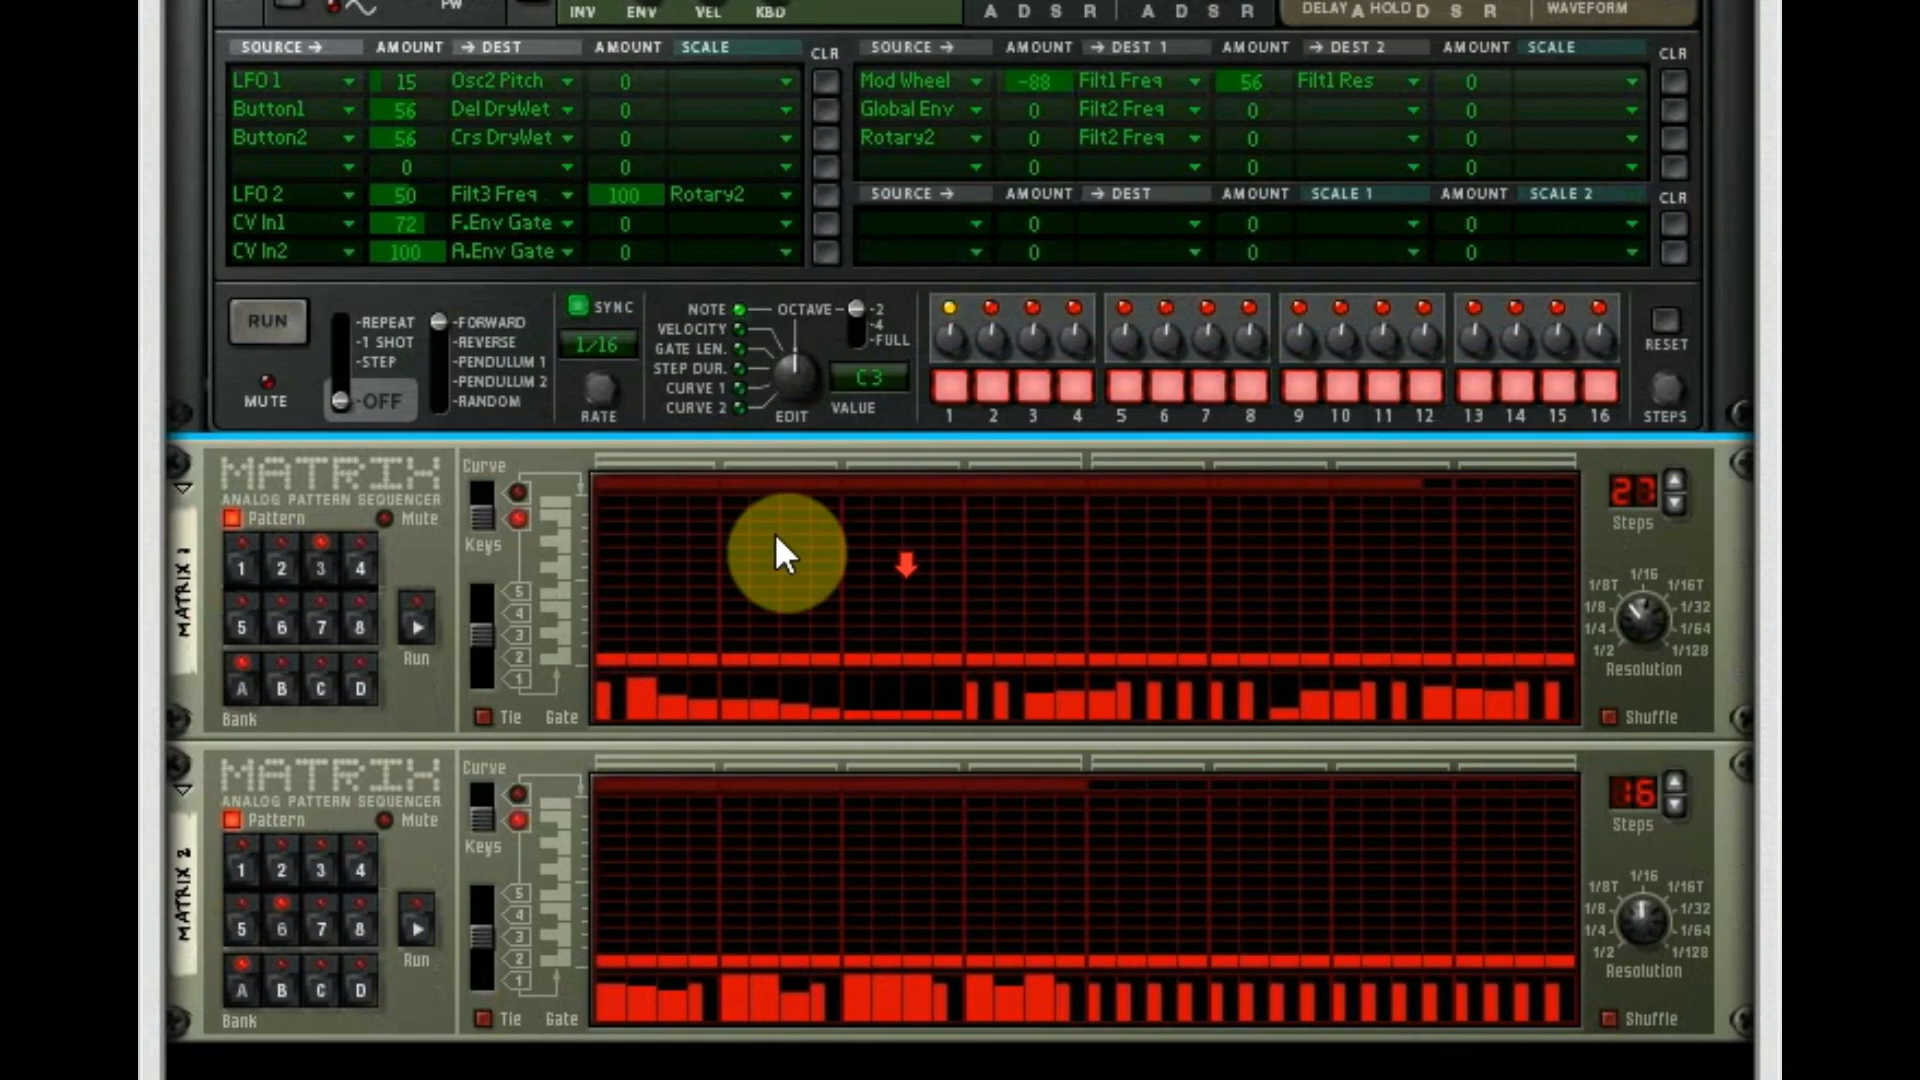 PW INV ENV VEL KBD A D S R A D S R DELAY A HOLD D S R WAVEFORM
SOURCE → AMOUNT → DEST AMOUNT SCALE CLR
LFO 1 15 Osc2 Pitch 0
Button1 56 Del DryWet 0
Button2 56 Crs DryWet 0
0 0
LFO 2 50 Filt3 Freq 100 Rotary2
CV In1 72 F.Env Gate 0
CV In2 100 A.Env Gate 0
SOURCE → AMOUNT → DEST 1 AMOUNT → DEST 2 AMOUNT SCALE CLR
Mod Wheel -88 Filt1 Freq 56 Filt1 Res 0
Global Env 0 Filt2 Freq 0 0
Rotary2 0 Filt2 Freq 0 0
0 0 0
SOURCE → AMOUNT → DEST AMOUNT SCALE 1 AMOUNT SCALE 2 CLR
0 0 0
0 0 0
RUN
MUTE
-REPEAT
-1 SHOT
-STEP
-OFF
-FORWARD
-REVERSE
-PENDULUM 1
-PENDULUM 2
-RANDOM
SYNC
1/16
RATE
NOTE
VELOCITY
GATE LEN.
STEP DUR.
CURVE 1
CURVE 2
OCTAVE -2
-4
-FULL
EDIT
C3
VALUE
1 2 3 4 5 6 7 8 9 10 11 12 13 14 15 16
RESET
STEPS
MATRIX 1
MATRIX
ANALOG PATTERN SEQUENCER
Pattern Mute
1 2 3 4
5 6 7 8
Run
A B C D
Bank
Curve
Keys
5
4
3
2
1
Tie Gate
27
Steps
1/16
1/8T 1/16T
1/8 1/32
1/4 1/64
1/2 1/128
Resolution
Shuffle
MATRIX 2
MATRIX
ANALOG PATTERN SEQUENCER
Pattern Mute
1 2 3 4
5 6 7 8
Run
A B C D
Bank
Curve
Keys
5
4
3
2
1
Tie Gate
16
Steps
1/16
1/8T 1/16T
1/8 1/32
1/4 1/64
1/2 1/128
Resolution
Shuffle